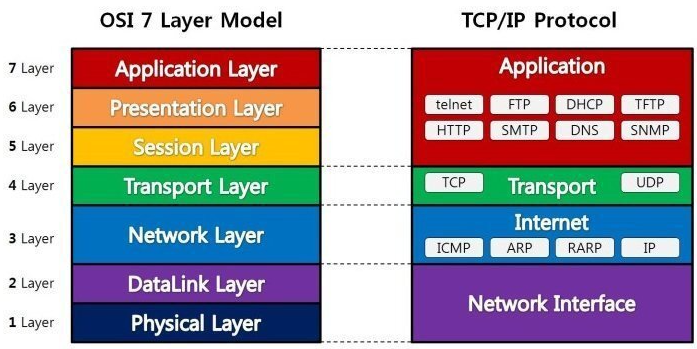 OSI 7 Layer Model
TCP/IP Protocol
7 Layer
Application Layer
6 Layer
Presentation Layer
5 Layer
Session Layer
4 Layer
Transport Layer
3 Layer
Network Layer
2 Layer
DataLink Layer
1 Layer
Physical Layer
Application
telnet FTP DHCP TFTP
HTTP SMTP DNS SNMP
TCP Transport UDP
Internet
ICMP ARP RARP IP
Network Interface